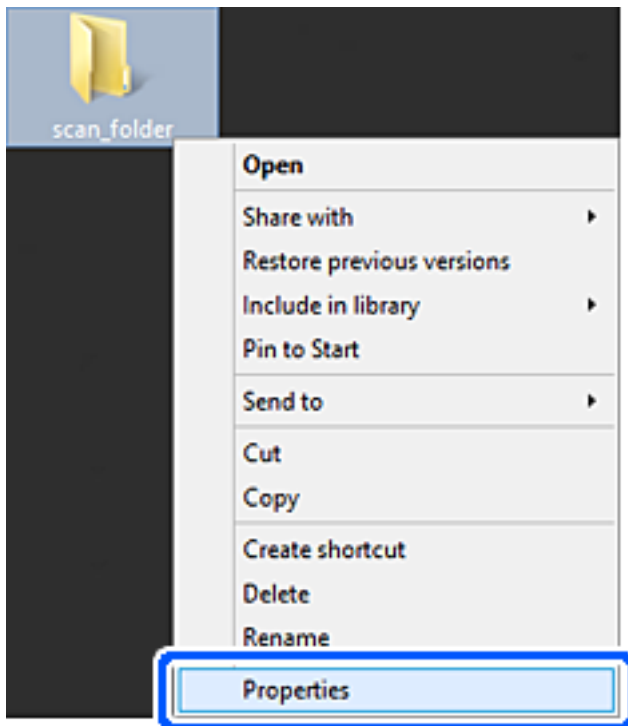 scan_folder
Open
Share with
Restore previous versions
Include in library
Pin to Start
Send to
Cut
Copy
Create shortcut
Delete
Rename
Properties